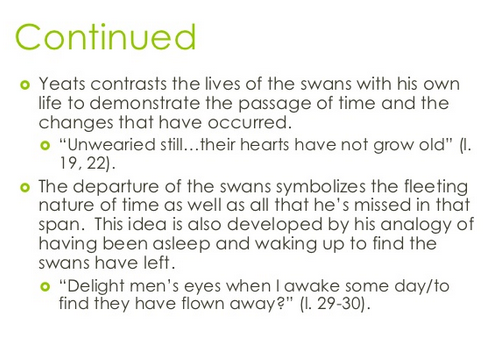 Continued
Yeats contrasts the lives of the swans with his own
life to demonstrate the passage of time and the
changes that have occurred.
“Unwearied still…their hearts have not grow old” (l.
19, 22).
The departure of the swans symbolizes the fleeting
nature of time as well as all that he’s missed in that
span.  This idea is also developed by his analogy of
having been asleep and waking up to find the
swans have left.
“Delight men’s eyes when I awake some day/to
find they have flown away?” (l. 29-30).